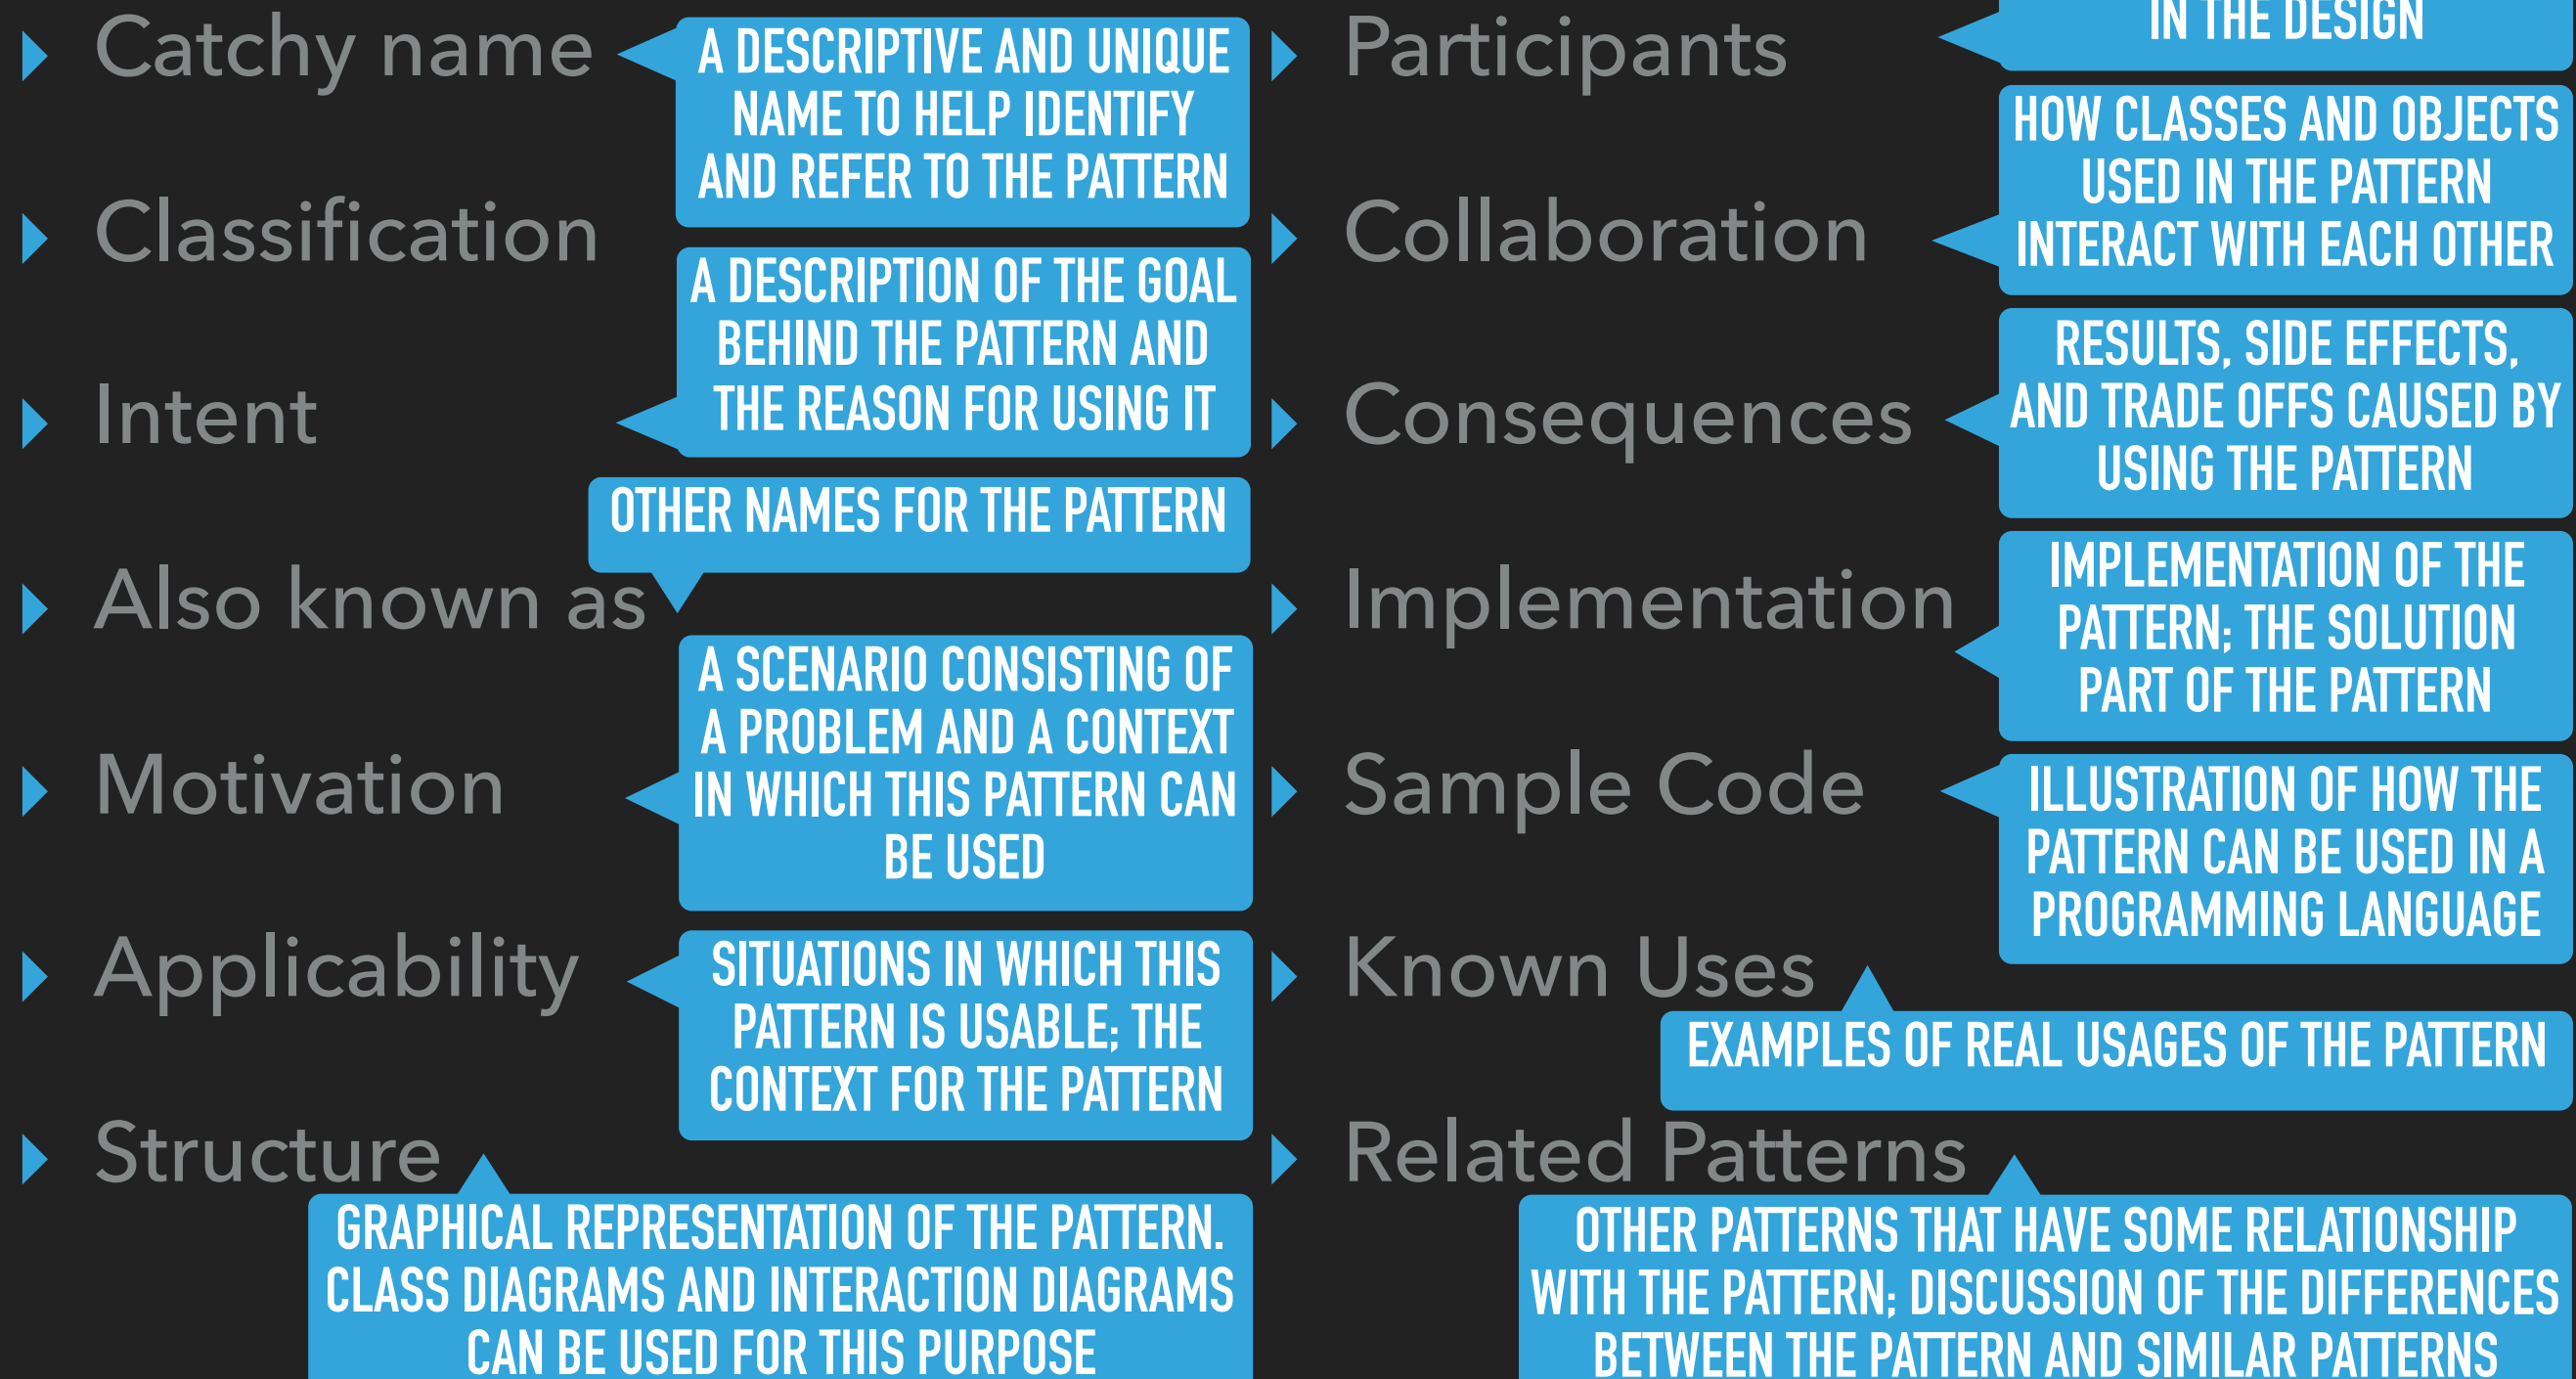 Catchy name
A DESCRIPTIVE AND UNIQUE
NAME TO HELP IDENTIFY
AND REFER TO THE PATTERN
Classification
A DESCRIPTION OF THE GOAL
BEHIND THE PATTERN AND
THE REASON FOR USING IT
Intent
OTHER NAMES FOR THE PATTERN
Also known as
A SCENARIO CONSISTING OF
A PROBLEM AND A CONTEXT
IN WHICH THIS PATTERN CAN
BE USED
Motivation
Applicability
SITUATIONS IN WHICH THIS
PATTERN IS USABLE; THE
CONTEXT FOR THE PATTERN
Structure
GRAPHICAL REPRESENTATION OF THE PATTERN.
CLASS DIAGRAMS AND INTERACTION DIAGRAMS
CAN BE USED FOR THIS PURPOSE
Participants
IN THE DESIGN
Collaboration
HOW CLASSES AND OBJECTS
USED IN THE PATTERN
INTERACT WITH EACH OTHER
Consequences
RESULTS, SIDE EFFECTS,
AND TRADE OFFS CAUSED BY
USING THE PATTERN
Implementation
IMPLEMENTATION OF THE
PATTERN; THE SOLUTION
PART OF THE PATTERN
Sample Code
ILLUSTRATION OF HOW THE
PATTERN CAN BE USED IN A
PROGRAMMING LANGUAGE
Known Uses
EXAMPLES OF REAL USAGES OF THE PATTERN
Related Patterns
OTHER PATTERNS THAT HAVE SOME RELATIONSHIP
WITH THE PATTERN; DISCUSSION OF THE DIFFERENCES
BETWEEN THE PATTERN AND SIMILAR PATTERNS